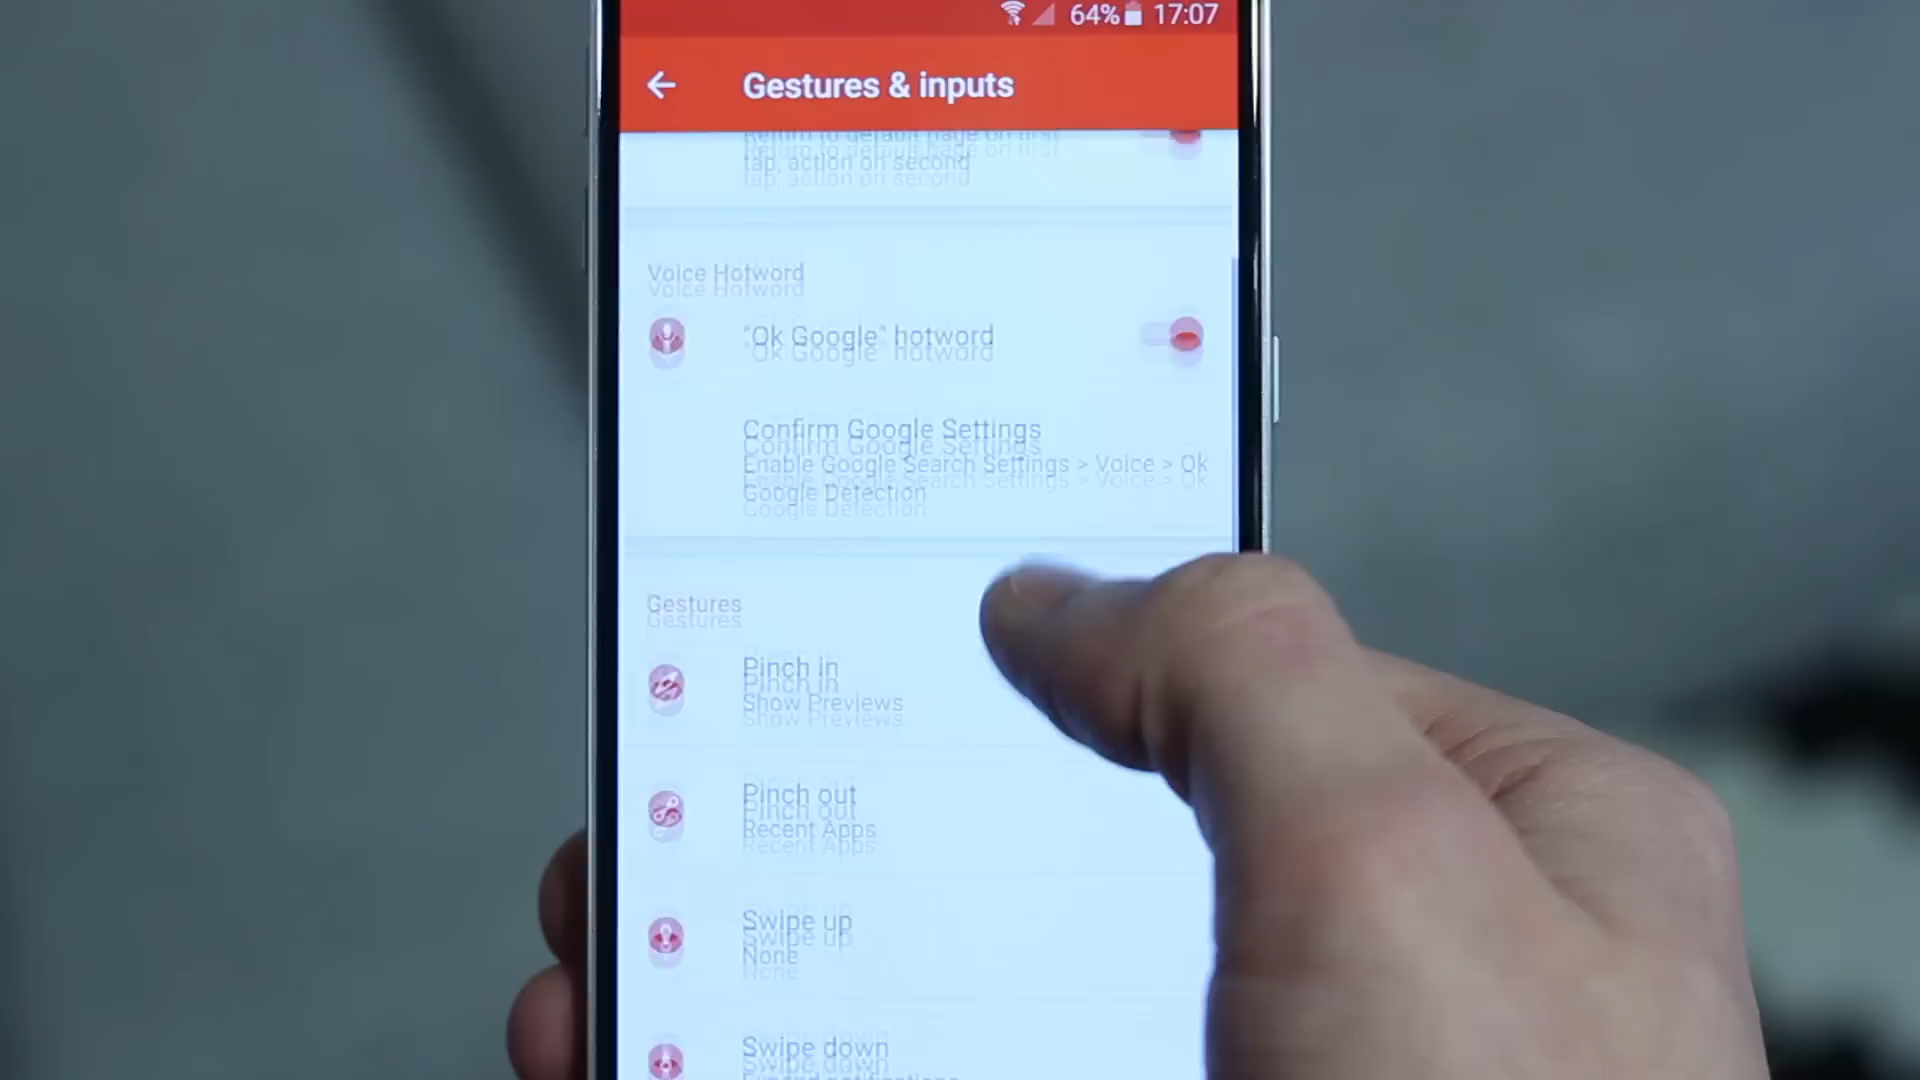 64% 17:07
Gestures & inputs
Return to default page on first
tap, action on second
Voice Hotword
"Ok Google" hotword
Confirm Google Settings
Enable Google Search Settings > Voice > Ok
Google Detection
Gestures
Pinch in
Show Previews
Pinch out
Recent Apps
Swipe up
None
Swipe down
Expand notifications